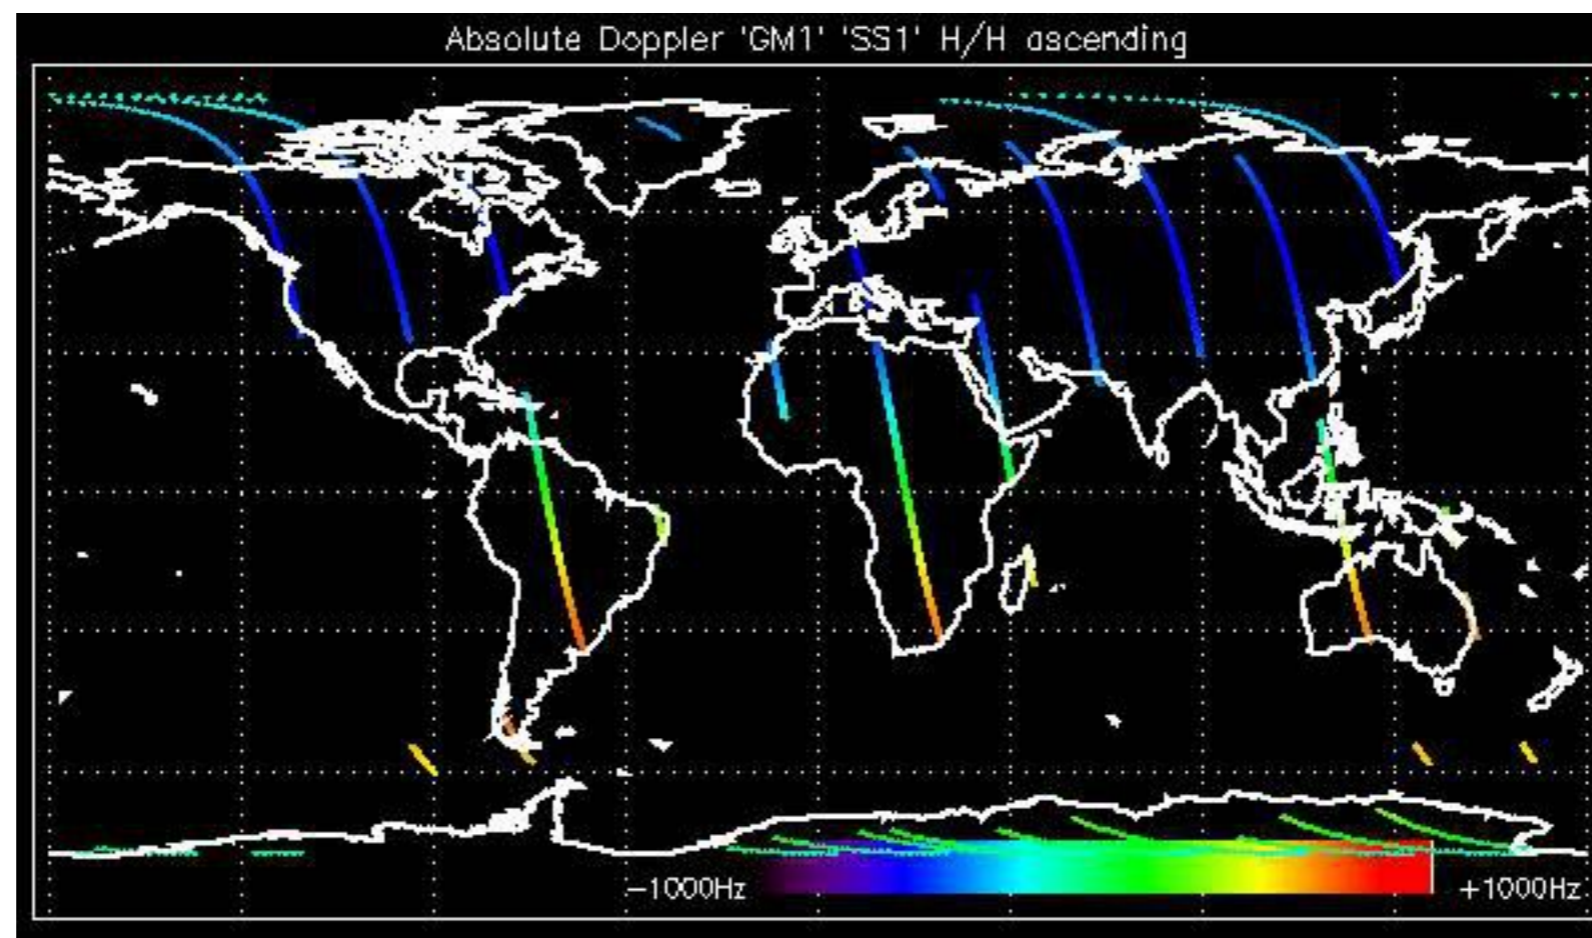 Absolute Doppler 'GM1' 'SS1' H/H ascending
−1000Hz
+1000Hz